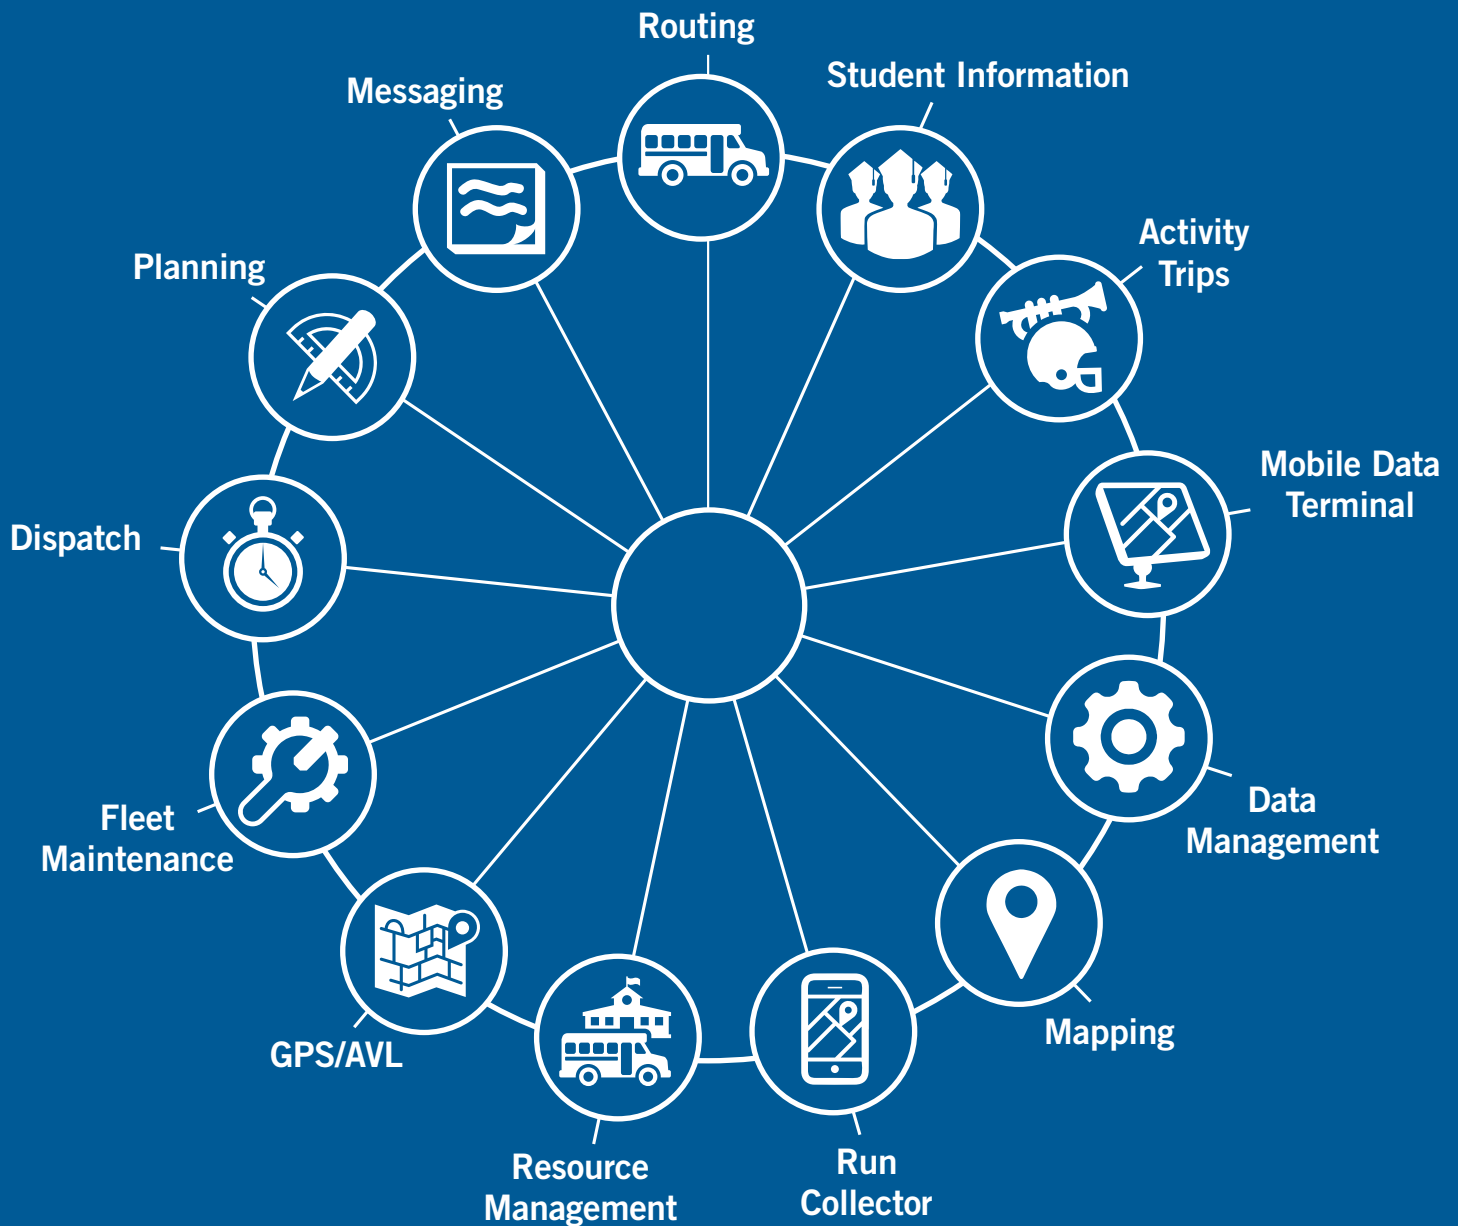 Routing
Student Information
Messaging
Activity
Trips
Planning
Mobile Data
Terminal
Dispatch
Data
Management
Fleet
Maintenance
Mapping
GPS/AVL
Run
Collector
Resource
Management